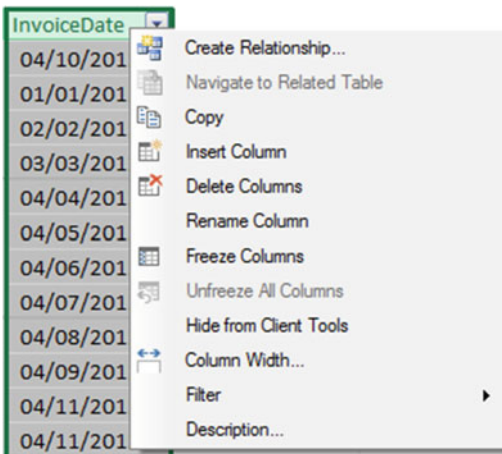 InvoiceDate
04/10/201
01/01/201
02/02/201
03/03/201
04/04/201
04/05/201
04/06/201
04/07/201
04/08/201
04/09/201
04/11/201
04/11/201
Create Relationship...
Navigate to Related Table
Copy
Insert Column
Delete Columns
Rename Column
Freeze Columns
Unfreeze All Columns
Hide from Client Tools
Column Width...
Filter
Description...